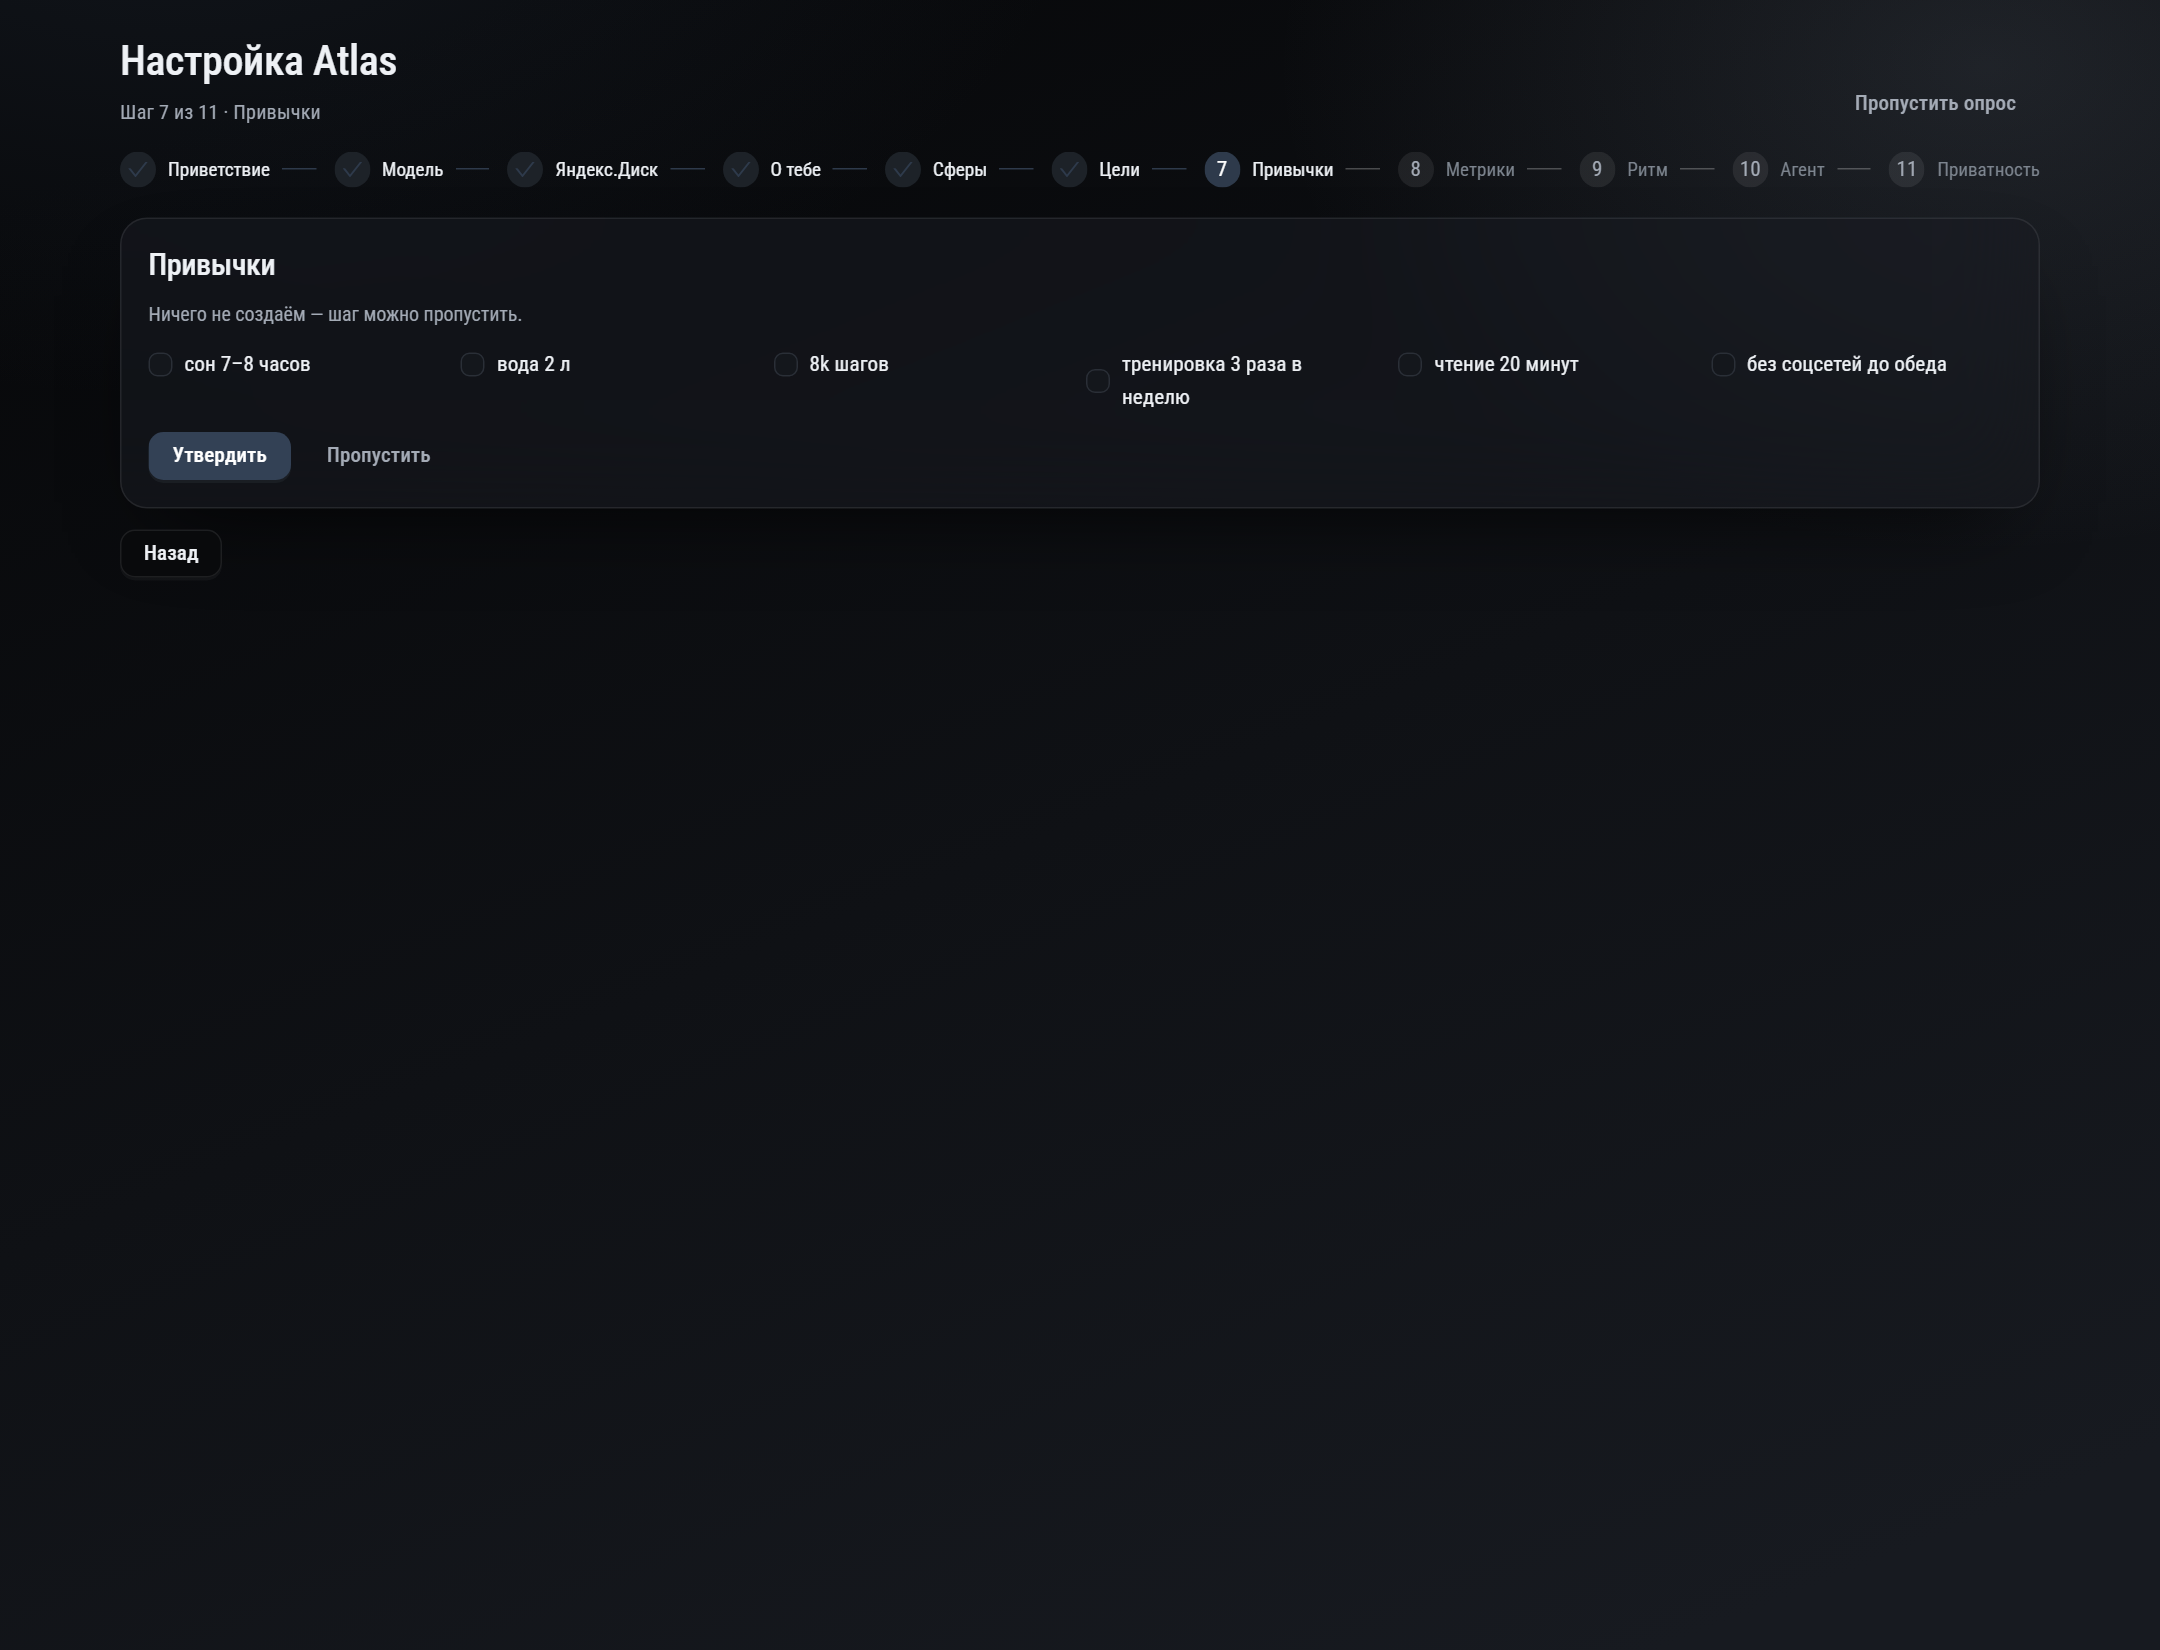 Настройка Atlas
Шаг 7 из 11 · Привычки
Пропустить опрос
Приветствие Модель Яндекс.Диск О тебе Сферы Цели 7 Привычки 8 Метрики 9 Ритм 10 Агент 11 Приватность
Привычки
Ничего не создаём — шаг можно пропустить.
сон 7–8 часов
вода 2 л
8k шагов
тренировка 3 раза в
неделю
чтение 20 минут
без соцсетей до обеда
Утвердить Пропустить
Назад